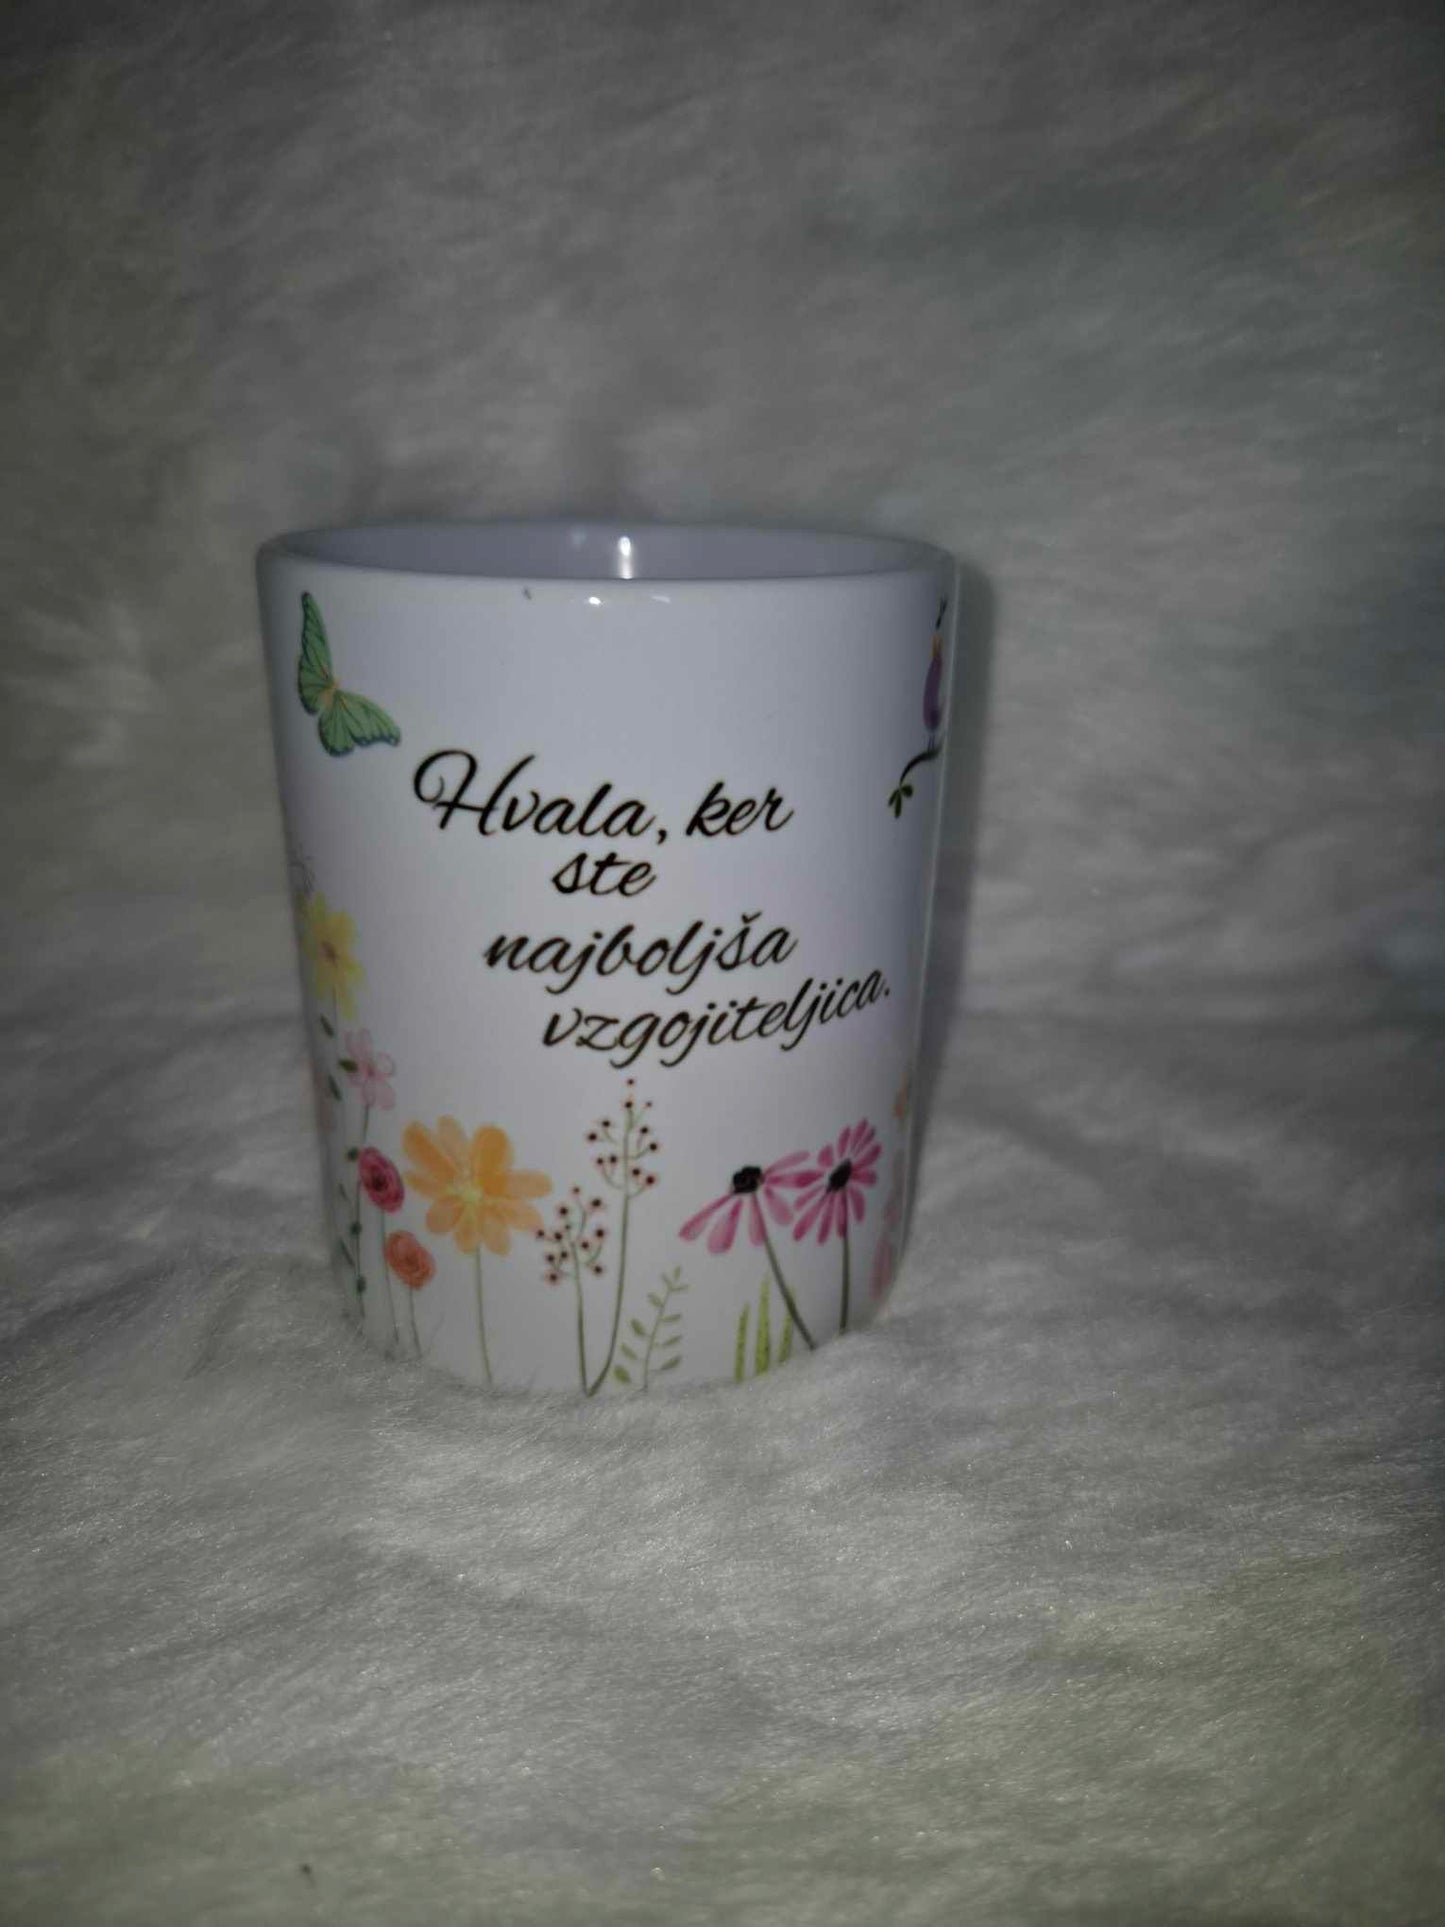 Hvala, ker
ste
najboljša
vzgojiteljica.